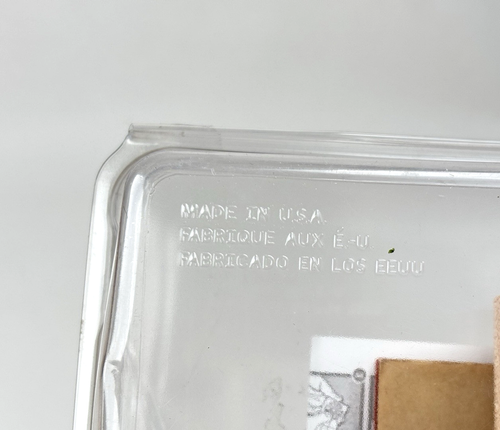 MADE IN U.S.A.
FABRIQUE AUX É-U
FABRICADO EN LOS EEUU